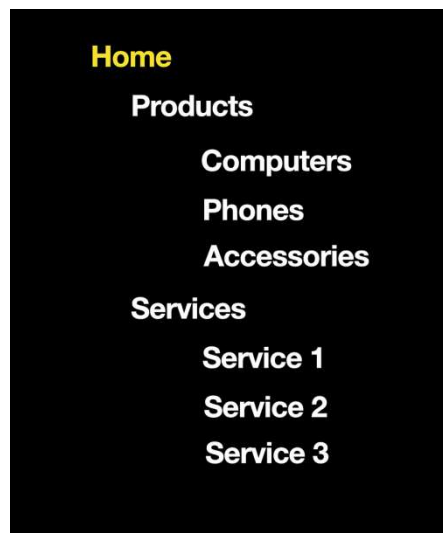 Home
Products
Computers
Phones
Accessories
Services
Service 1
Service 2
Service 3